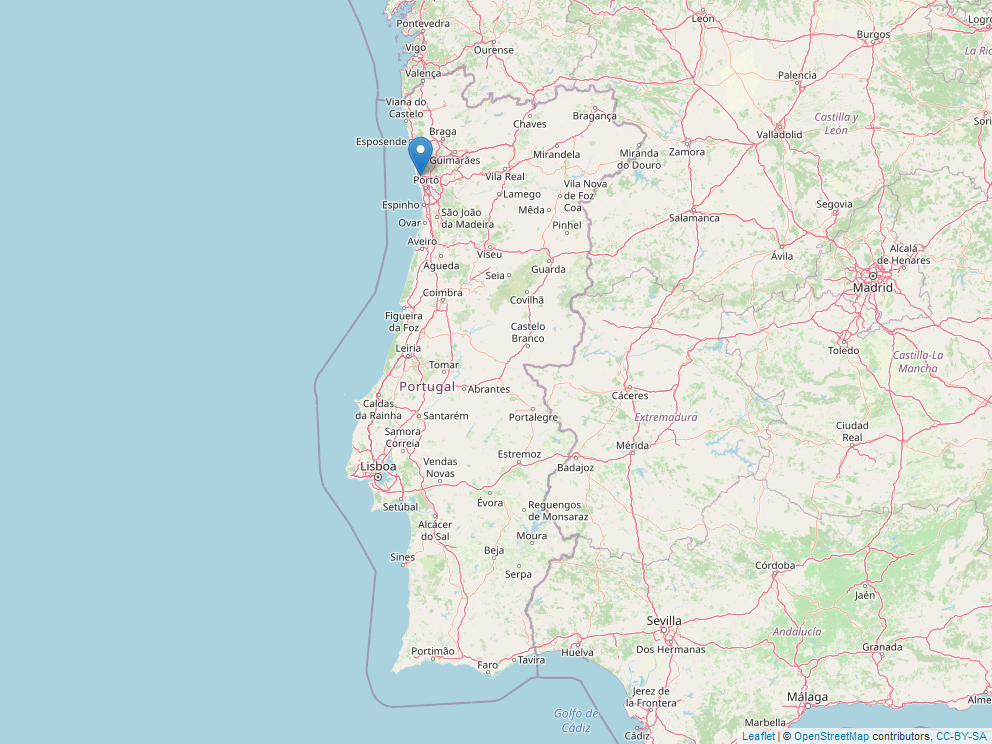 León
Logro
Pontevedra
Burgos
Vigo
Ourense
La Rio
Valença
Palencia
Viana do
Castelo
Bragança
Castilla y
León
Sori
Chaves
Braga
Valladolid
Esposende
Guimarães
Mirandela
Miranda
do Douro
Zamora
Porto
Vila Real
Vila Nova
de Foz
Coa
Lamego
Espinho
Mêda
Segovia
São João
da Madeira
Salamanca
Ovar
Pinhel
Aveiro
Viseu
Ávila
Alcalá
de Henares
Águeda
Seia
Guarda
Madrid
Coimbra
Covilhã
Figueira
da Foz
Castelo
Branco
Leiria
Toledo
Castilla-La
Mancha
Tomar
Portugal
Abrantes
Cáceres
Caldas
da Rainha
Santarém
Portalegre
Extremadura
Ciudad
Real
Samora
Correia
Mérida
Estremoz
Lisboa
Vendas
Novas
Badajoz
Setúbal
Évora
Reguengos
de Monsaraz
Alcácer
do Sal
Moura
Beja
Sines
Serpa
Córdoba
Jaén
Sevilla
Andalucía
Portimão
Faro
Tavira
Huelva
Dos Hermanas
Granada
Jerez de
la Frontera
Málaga
Alme
Golfo de
Cádiz
Marbella
Cádiz
Leaflet | © OpenStreetMap contributors, CC-BY-SA